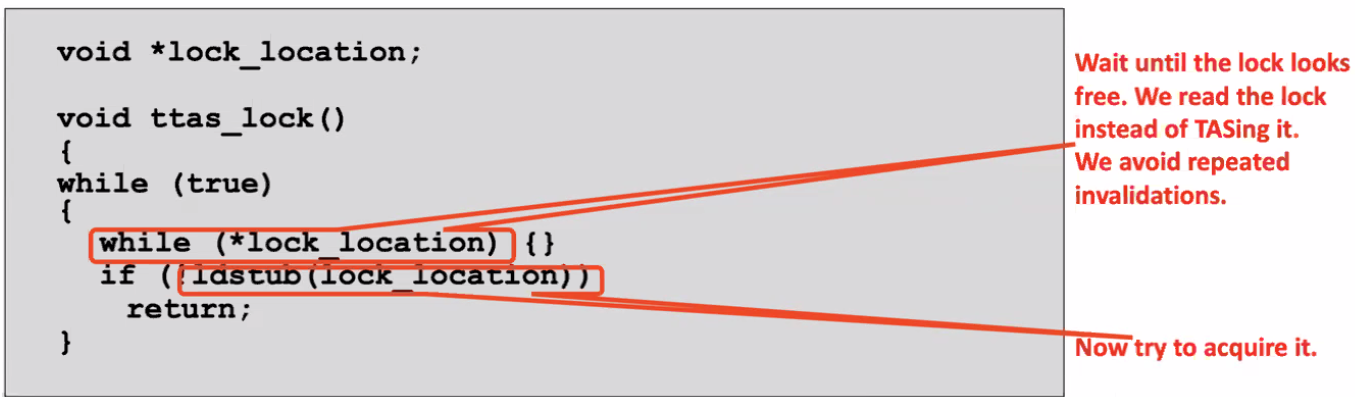 void *lock_location;
void ttas_lock()
{
while (true)
{
while (*lock_location) {}
if (!ldstub(lock_location))
return;
}
Wait until the lock looks
free. We read the lock
instead of TASing it.
We avoid repeated
invalidations.
Now try to acquire it.